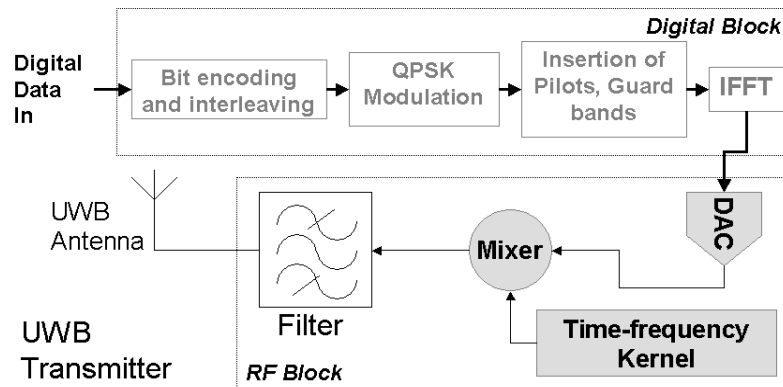 Digital Block
Digital
Data
In
Bit encoding
and interleaving
QPSK
Modulation
Insertion of
Pilots, Guard
bands
IFFT
UWB
Antenna
Filter
Mixer
DAC
Time-frequency
Kernel
UWB
Transmitter
RF Block